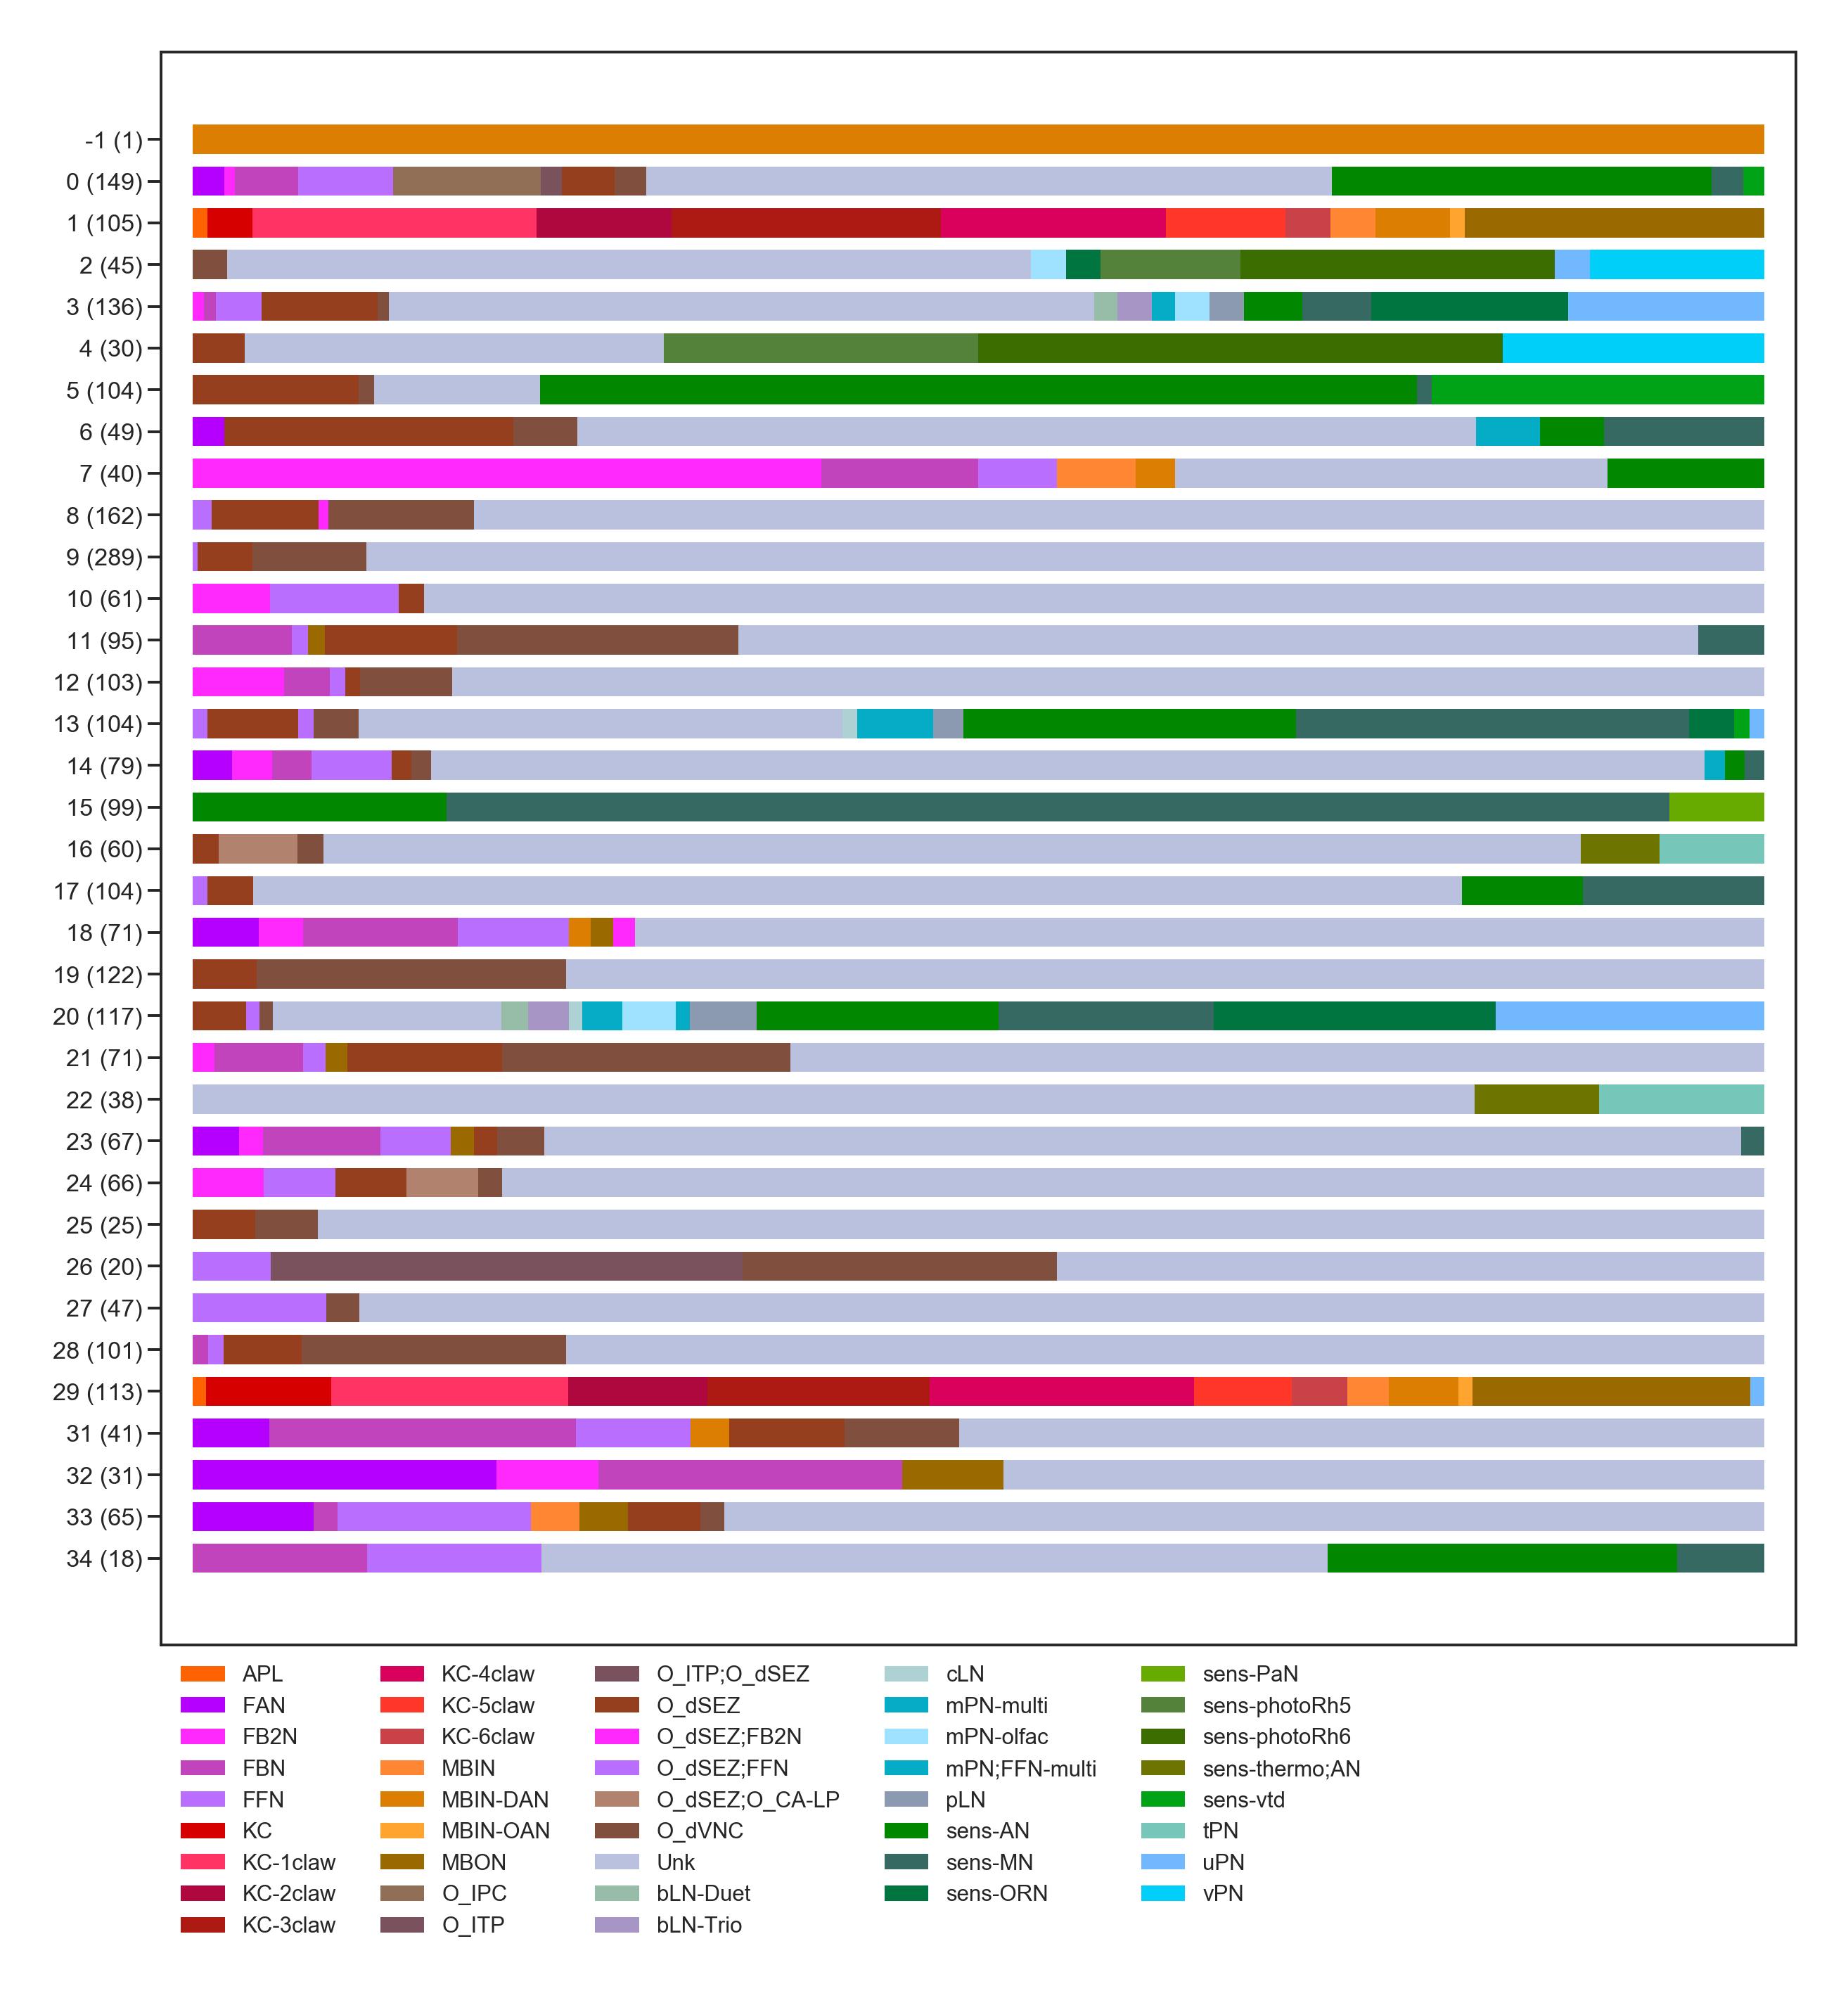 -1 (1)
0 (149)
1 (105)
2 (45)
3 (136)
4 (30)
5 (104)
6 (49)
7 (40)
8 (162)
9 (289)
10 (61)
11 (95)
12 (103)
13 (104)
14 (79)
15 (99)
16 (60)
17 (104)
18 (71)
19 (122)
20 (117)
21 (71)
22 (38)
23 (67)
24 (66)
25 (25)
26 (20)
27 (47)
28 (101)
29 (113)
31 (41)
32 (31)
33 (65)
34 (18)
APL
FAN
FB2N
FBN
FFN
KC
KC-1claw
KC-2claw
KC-3claw
KC-4claw
KC-5claw
KC-6claw
MBIN
MBIN-DAN
MBIN-OAN
MBON
O_IPC
O_ITP
O_ITP;O_dSEZ
O_dSEZ
O_dSEZ;FB2N
O_dSEZ;FFN
O_dSEZ;O_CA-LP
O_dVNC
Unk
bLN-Duet
bLN-Trio
cLN
mPN-multi
mPN-olfac
mPN;FFN-multi
pLN
sens-AN
sens-MN
sens-ORN
sens-PaN
sens-photoRh5
sens-photoRh6
sens-thermo;AN
sens-vtd
tPN
uPN
vPN